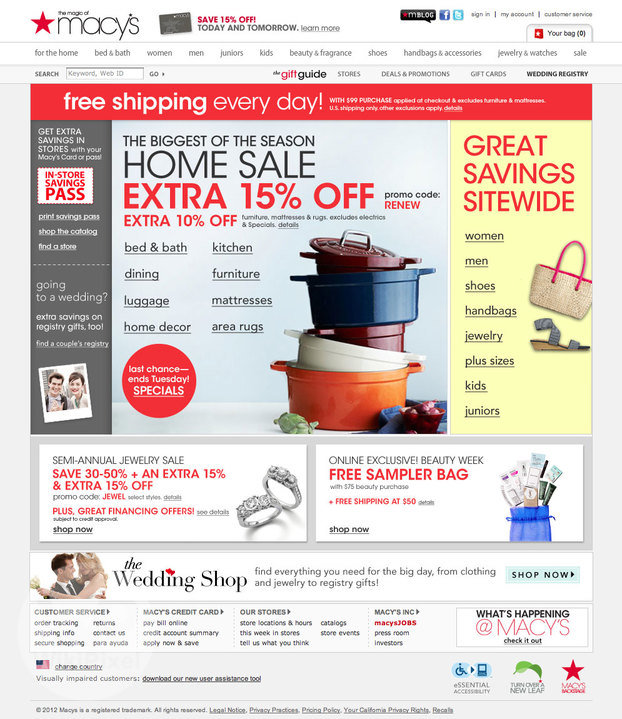 the magic of
macy's
SAVE 15% OFF!
TODAY AND TOMORROW. learn more
mBLOG
sign in | my account | customer service
Your bag (0)
for the home bed & bath women men juniors kids beauty & fragrance shoes handbags & accessories jewelry & watches sale
SEARCH Keyword, Web ID GO
the giftguide STORES DEALS & PROMOTIONS GIFT CARDS WEDDING REGISTRY
free shipping every day!
WITH $99 PURCHASE applied at checkout & excludes furniture & mattresses.
U.S. shipping only. other exclusions apply. details
GET EXTRA
SAVINGS IN
STORES with your
Macy's Card or pass!
IN-STORE
SAVINGS
PASS
print savings pass
shop the catalog
find a store
going
to a wedding?
extra savings on
registry gifts, too!
find a couple's registry
THE BIGGEST OF THE SEASON
HOME SALE
EXTRA 15% OFF
promo code:
RENEW
EXTRA 10% OFF
furniture, mattresses & rugs. excludes electrics
& Specials. details
bed & bath kitchen
dining furniture
luggage mattresses
home decor area rugs
last chance—
ends Tuesday!
SPECIALS
GREAT
SAVINGS
SITEWIDE
women
men
shoes
handbags
jewelry
plus sizes
kids
juniors
SEMI-ANNUAL JEWELRY SALE
SAVE 30-50% + AN EXTRA 15%
& EXTRA 15% OFF
promo code: JEWEL select styles. details
PLUS, GREAT FINANCING OFFERS! see details
subject to credit approval.
shop now
ONLINE EXCLUSIVE! BEAUTY WEEK
FREE SAMPLER BAG
with $75 beauty purchase
+ FREE SHIPPING AT $50 details
shop now
the
Wedding Shop
find everything you need for the big day, from clothing
and jewelry to registry gifts!
SHOP NOW
CUSTOMER SERVICE
order tracking returns
shipping info contact us
secure shopping para ayuda
MACY'S CREDIT CARD
pay bill online
credit account summary
apply now & save
OUR STORES
store locations & hours catalogs
this week in stores store events
tell us what you think
MACY'S INC
macysJOBS
press room
investors
WHAT'S HAPPENING
@MACY'S
check it out
change country
Visually impaired customers: download our new user assistance tool
eSSENTIAL
ACCESSIBILITY
TURN OVER A
NEW LEAF
MACY'S
BACKSTAGE
© 2012 Macys is a registered trademark. All rights reserved. Legal Notice, Privacy Practices, Pricing Policy, Your California Privacy Rights, Recalls